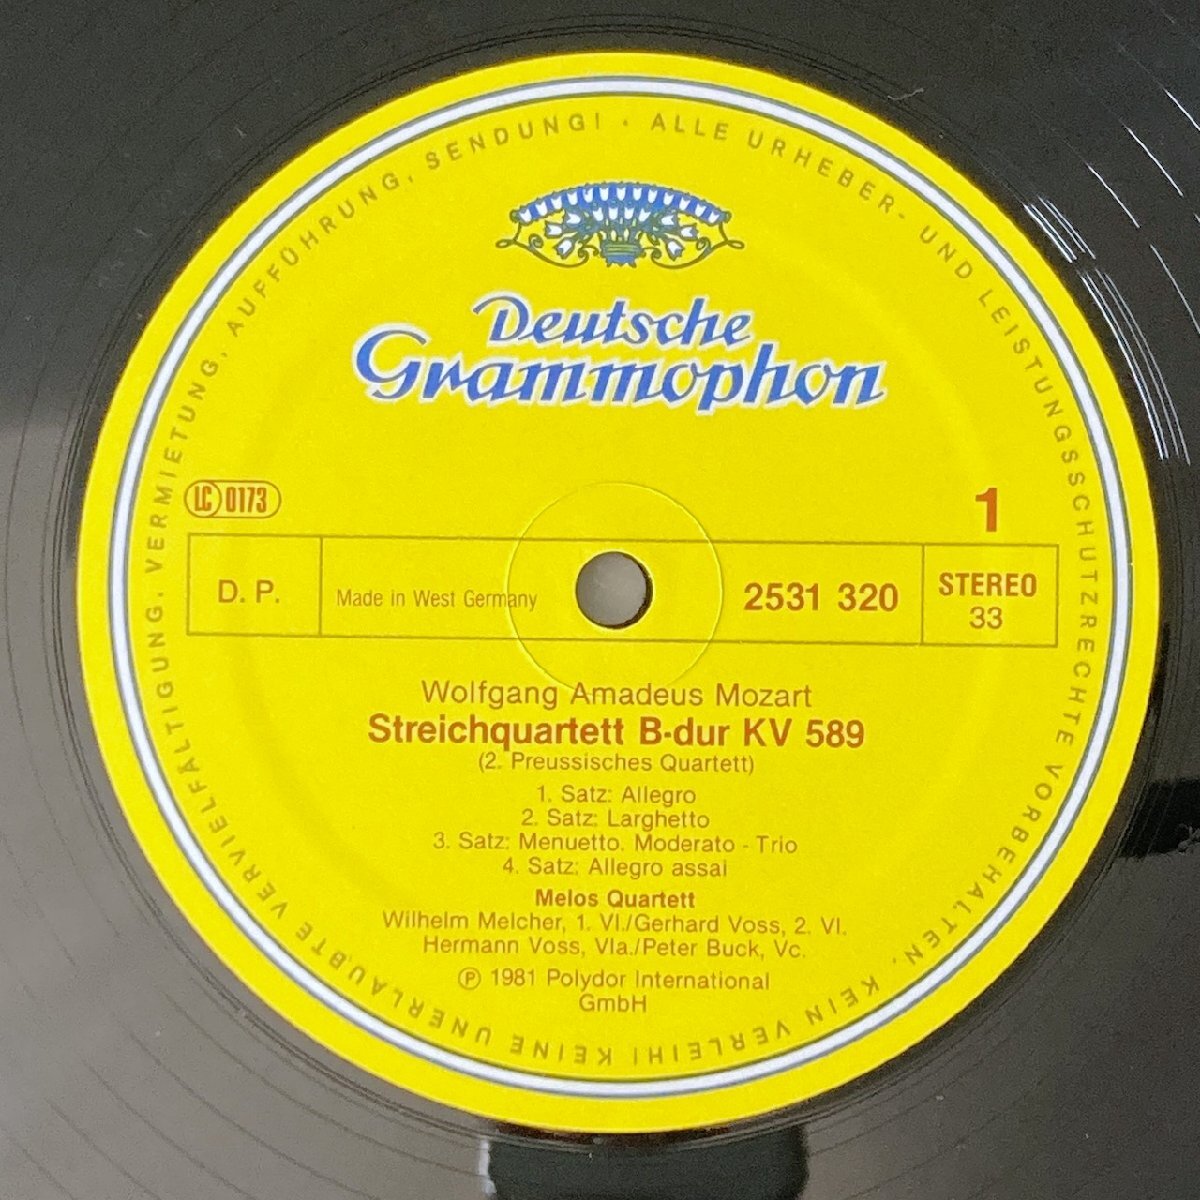 ALLE URHEBER- UND LEISTUNGSSCHUTZRECHTE VORBEHALTEN. KEIN VERLEIH! KEINE UNERLAUBTE VERVIELFÄLTIGUNG, VERMIETUNG, AUFFÜHRUNG, SENDUNG! ·
Deutsche
Grammophon
LC 0173
1
D. P.
Made in West Germany
2531 320
STEREO
33
Wolfgang Amadeus Mozart
Streichquartett B-dur KV 589
(2. Preussisches Quartett)
1. Satz: Allegro
2. Satz: Larghetto
3. Satz: Menuetto. Moderato - Trio
4. Satz: Allegro assai
Melos Quartett
Wilhelm Melcher, 1. Vl./Gerhard Voss, 2. Vl.
Hermann Voss, Vla./Peter Buck, Vc.
Ⓟ 1981 Polydor International
GmbH